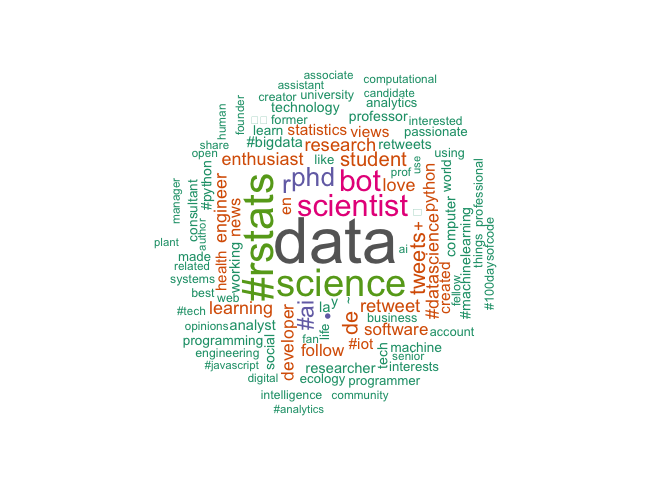 associate
computational
assistant
creator university
candidate
technology
analytics
founder
human
former
professor
interested
learn statistics views
passionate
share
#bigdata research retweets
open
enthusiast like student
prof
use
using
#python
engineer
r phd bot love
python
world
professional
manager
consultant
news
#rstats
en scientist
tweets+
#datascience
computer
things
author
data
ai
plant
made
related
health
working
created
#machinelearning
#100daysofcode
systems
#science
fellow
best
web
learning
#ai
la y ~ retweet
#tech
•
de
business
opinions analyst
developer
life
software account
programming
social
fan
#iot
tech
machine
engineering
follow
senior
#javascript
researcher interests
digital
ecology programmer
intelligence community
#analytics